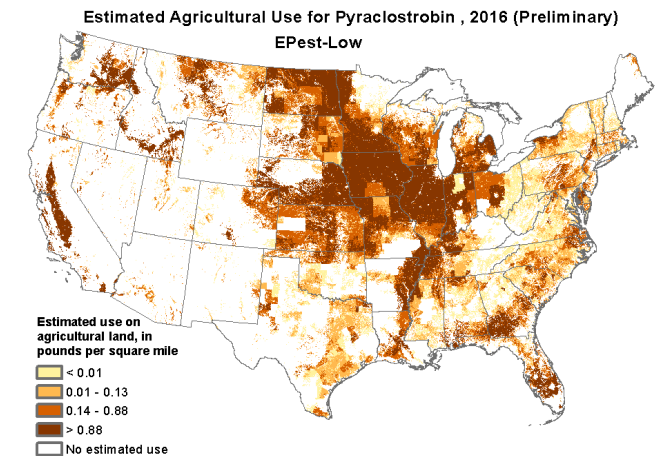 Estimated Agricultural Use for Pyraclostrobin , 2016 (Preliminary)
EPest-Low
Estimated use on
agricultural land, in
pounds per square mile
< 0.01
0.01 - 0.13
0.14 - 0.88
> 0.88
No estimated use